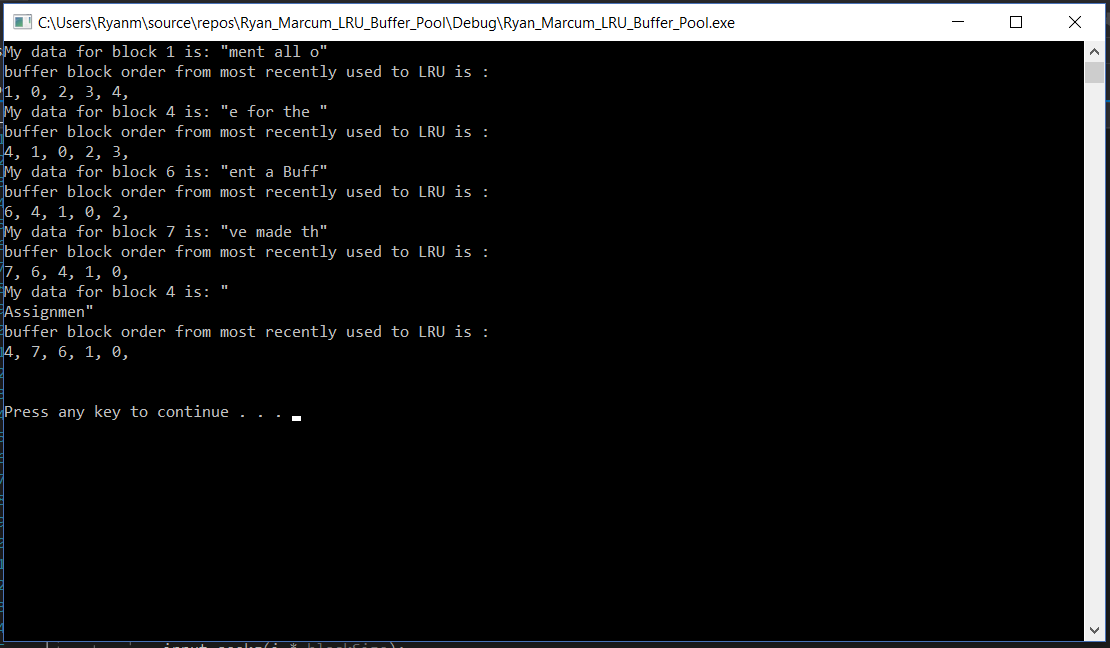 C:\Users\Ryanm\source\repos\Ryan_Marcum_LRU_Buffer_Pool\Debug\Ryan_Marcum_LRU_Buffer_Pool.exe
My data for block 1 is: "ment all o"
buffer block order from most recently used to LRU is :
1, 0, 2, 3, 4,
My data for block 4 is: "e for the "
buffer block order from most recently used to LRU is :
4, 1, 0, 2, 3,
My data for block 6 is: "ent a Buff"
buffer block order from most recently used to LRU is :
6, 4, 1, 0, 2,
My data for block 7 is: "ve made th"
buffer block order from most recently used to LRU is :
7, 6, 4, 1, 0,
My data for block 4 is: "
Assignmen"
buffer block order from most recently used to LRU is :
4, 7, 6, 1, 0,
Press any key to continue . . .